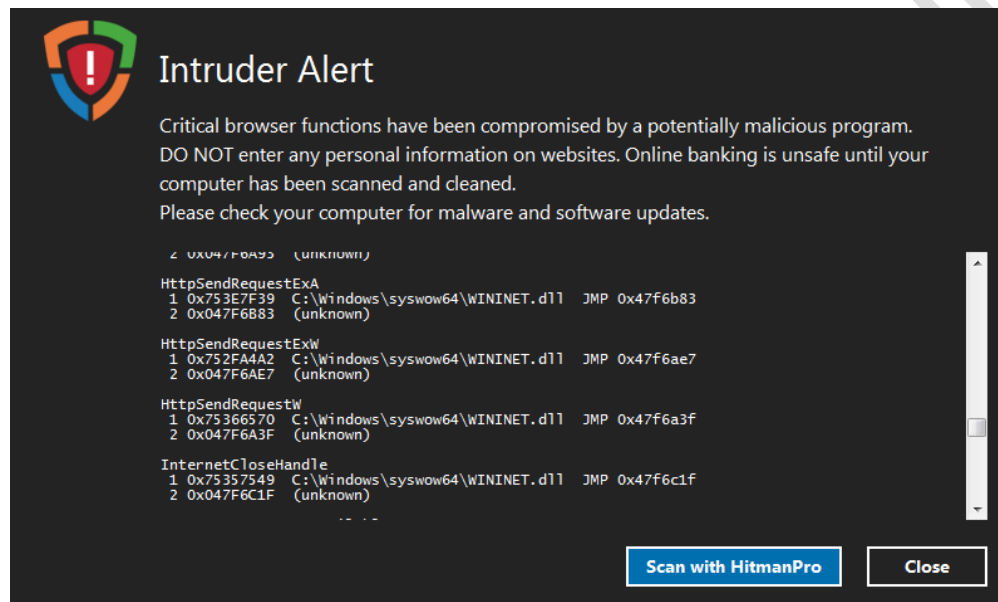 Intruder Alert
Critical browser functions have been compromised by a potentially malicious program.
DO NOT enter any personal information on websites. Online banking is unsafe until your
computer has been scanned and cleaned.
Please check your computer for malware and software updates.
2 0x047F6A93 (unknown)
HttpSendRequestExA
1 0x753E7F39 C:\Windows\syswow64\WININET.dll JMP 0x47f6b83
2 0x047F6B83 (unknown)
HttpSendRequestExW
1 0x752FA4A2 C:\Windows\syswow64\WININET.dll JMP 0x47f6ae7
2 0x047F6AE7 (unknown)
HttpSendRequestW
1 0x75366570 C:\Windows\syswow64\WININET.dll JMP 0x47f6a3f
2 0x047F6A3F (unknown)
InternetCloseHandle
1 0x75357549 C:\Windows\syswow64\WININET.dll JMP 0x47f6c1f
2 0x047F6C1F (unknown)
Scan with HitmanPro
Close